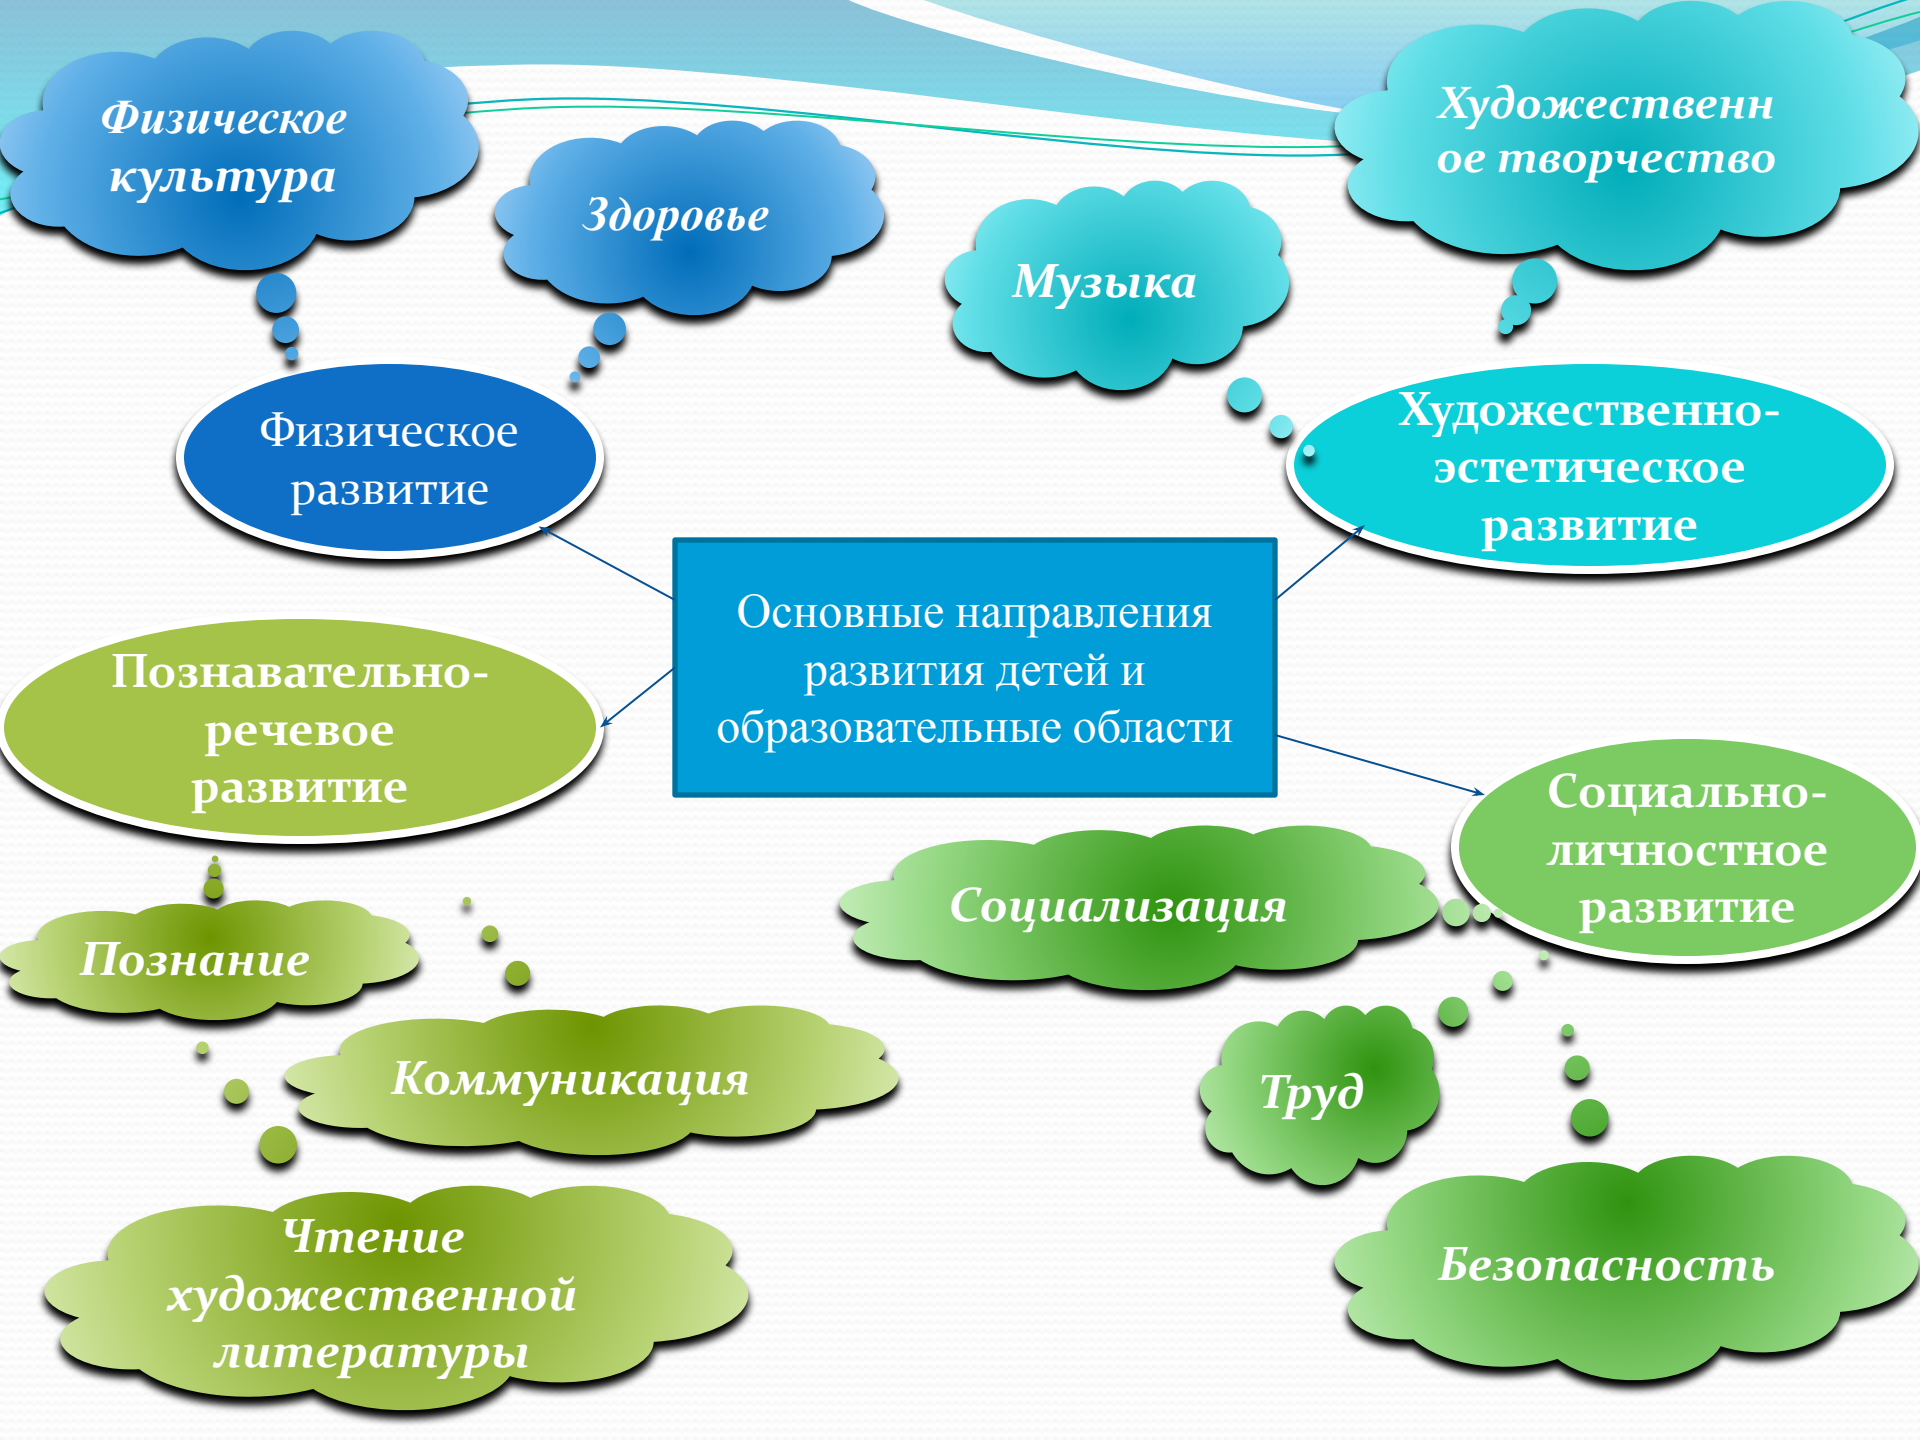 Физическое
культура
Здоровье
Музыка
Художественн
ое творчество
Физическое
развитие
Художественно-
эстетическое
развитие
Основные направления
развития детей и
образовательные области
Познавательно-
речевое
развитие
Социально-
личностное
развитие
Социализация
Познание
Коммуникация
Труд
Чтение
художественной
литературы
Безопасность